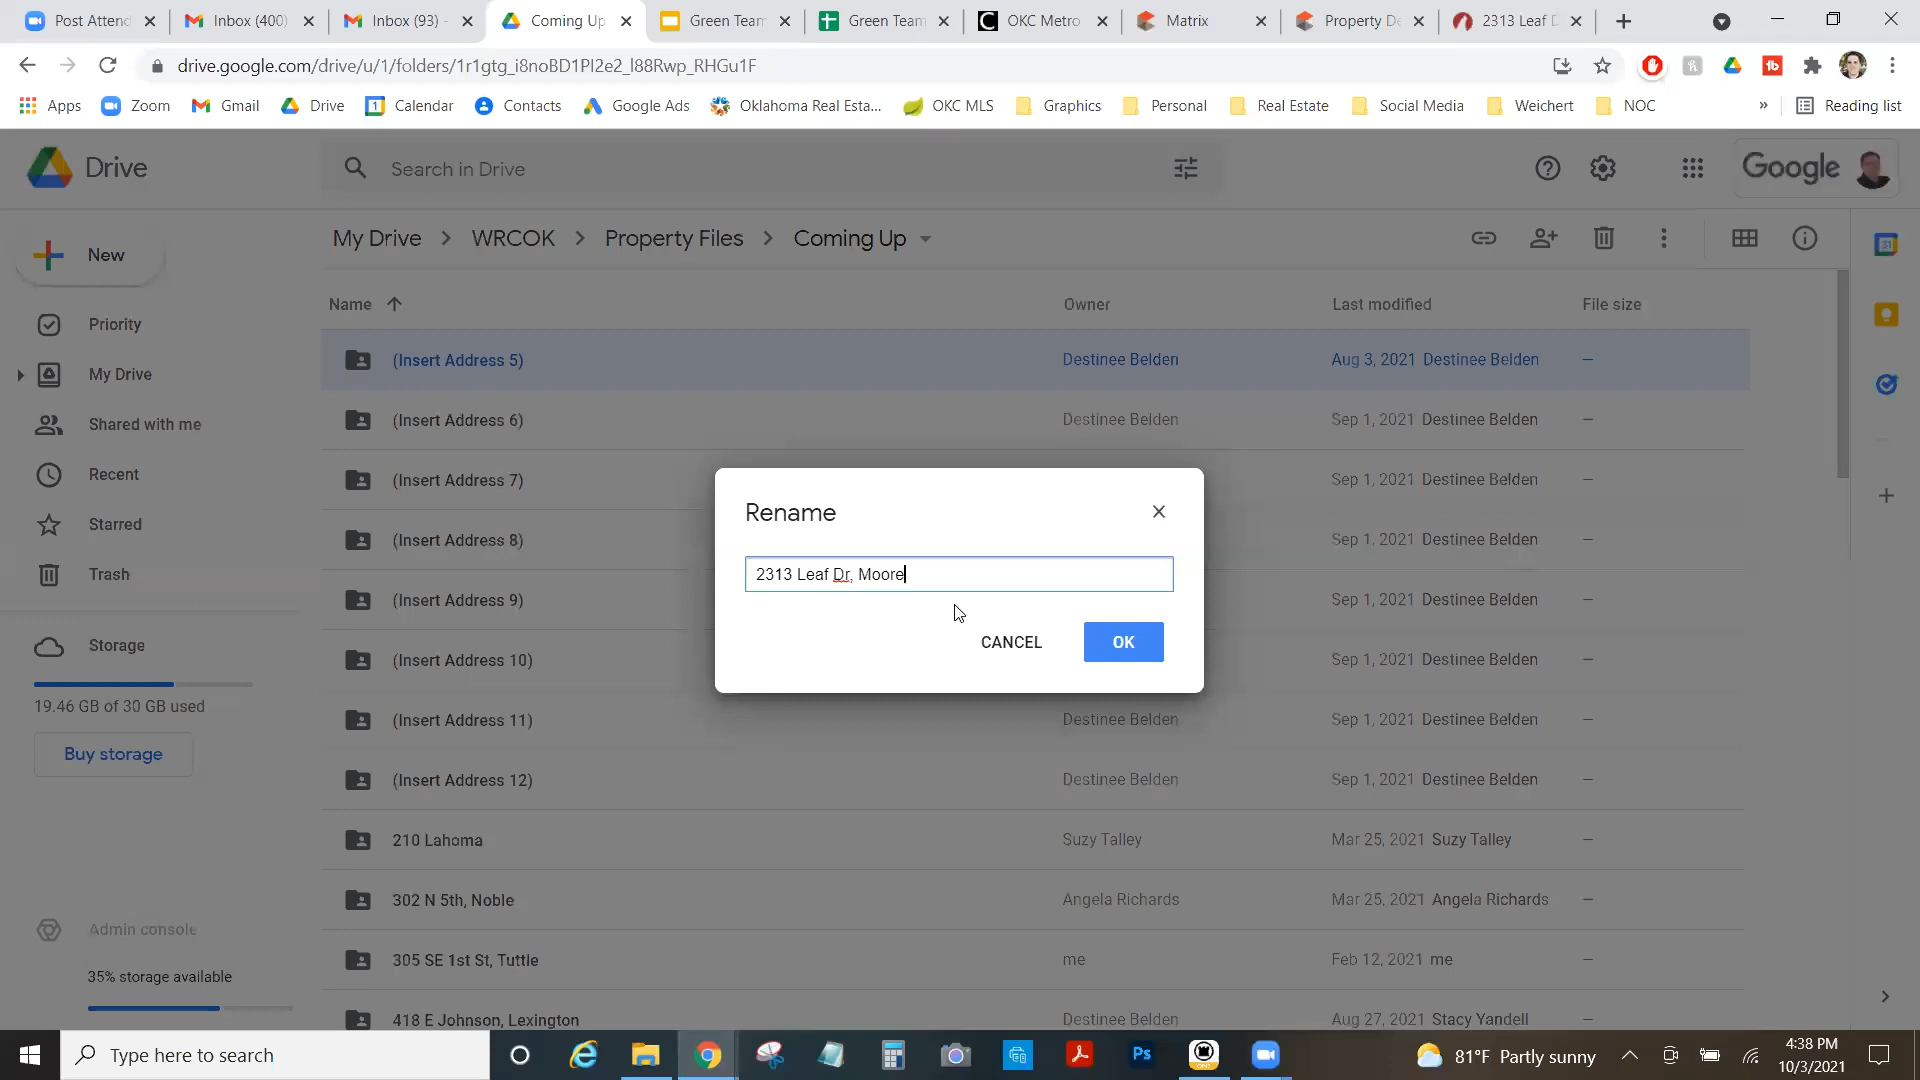 Post Attend
Inbox (400)
Inbox (93) -
Coming Up
Green Team
Green Team
OKC Metro
Matrix
Property De
2313 Leaf D
drive.google.com/drive/u/1/folders/1r1gtg_i8noBD1PI2e2_l88Rwp_RHGu1F
Apps
Zoom
Gmail
Drive
Calendar
Contacts
Google Ads
Oklahoma Real Esta...
OKC MLS
Graphics
Personal
Real Estate
Social Media
Weichert
NOC
»
Reading list
Drive
Search in Drive
Google
New
My Drive > WRCOK > Property Files > Coming Up
Name
Owner
Last modified
File size
Priority
My Drive
Shared with me
Recent
Starred
Trash
Storage
19.46 GB of 30 GB used
Buy storage
Admin console
35% storage available
(Insert Address 5) Destinee Belden Aug 3, 2021 Destinee Belden —
(Insert Address 6) Destinee Belden Sep 1, 2021 Destinee Belden —
(Insert Address 7) Sep 1, 2021 Destinee Belden —
(Insert Address 8) Sep 1, 2021 Destinee Belden —
(Insert Address 9) Sep 1, 2021 Destinee Belden —
(Insert Address 10) Sep 1, 2021 Destinee Belden —
(Insert Address 11) Destinee Belden Sep 1, 2021 Destinee Belden —
(Insert Address 12) Destinee Belden Sep 1, 2021 Destinee Belden —
210 Lahoma Suzy Talley Mar 25, 2021 Suzy Talley —
302 N 5th, Noble Angela Richards Mar 25, 2021 Angela Richards —
305 SE 1st St, Tuttle me Feb 12, 2021 me —
418 E Johnson, Lexington Destinee Belden Aug 27, 2021 Stacy Yandell —
Rename
2313 Leaf Dr, Moore
CANCEL
OK
Type here to search
81°F Partly sunny
4:38 PM
10/3/2021